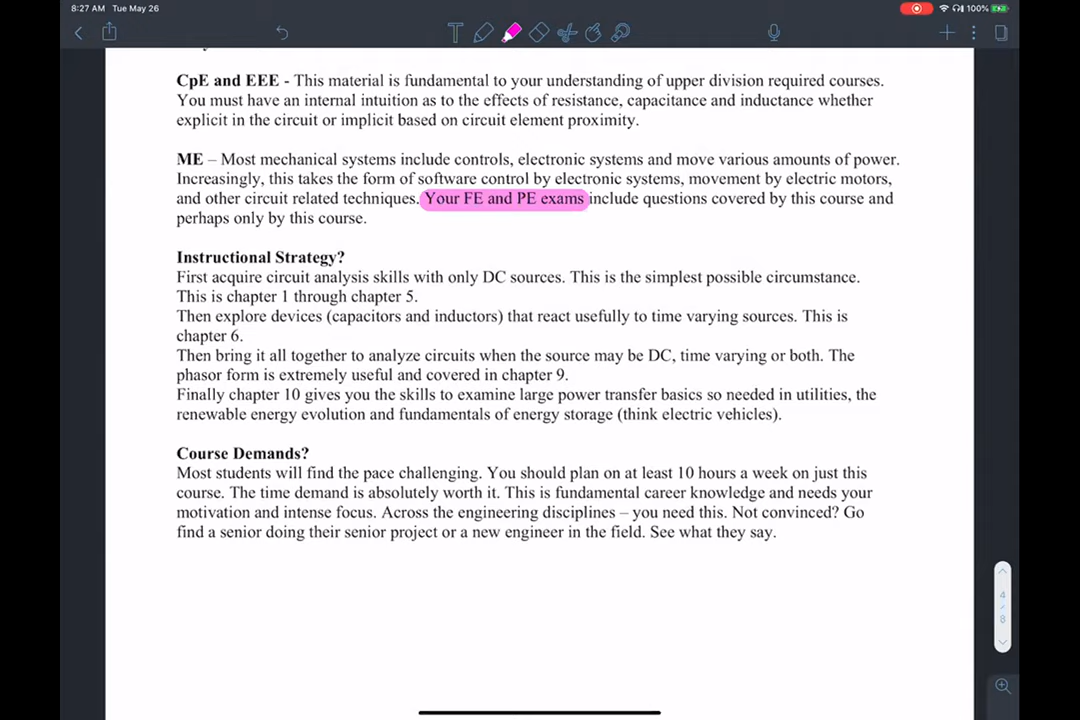 8:27 AM Tue May 26
100%
CpE and EEE - This material is fundamental to your understanding of upper division required courses.
You must have an internal intuition as to the effects of resistance, capacitance and inductance whether
explicit in the circuit or implicit based on circuit element proximity.
ME – Most mechanical systems include controls, electronic systems and move various amounts of power.
Increasingly, this takes the form of software control by electronic systems, movement by electric motors,
and other circuit related techniques. Your FE and PE exams include questions covered by this course and
perhaps only by this course.
Instructional Strategy?
First acquire circuit analysis skills with only DC sources. This is the simplest possible circumstance.
This is chapter 1 through chapter 5.
Then explore devices (capacitors and inductors) that react usefully to time varying sources. This is
chapter 6.
Then bring it all together to analyze circuits when the source may be DC, time varying or both. The
phasor form is extremely useful and covered in chapter 9.
Finally chapter 10 gives you the skills to examine large power transfer basics so needed in utilities, the
renewable energy evolution and fundamentals of energy storage (think electric vehicles).
Course Demands?
Most students will find the pace challenging. You should plan on at least 10 hours a week on just this
course. The time demand is absolutely worth it. This is fundamental career knowledge and needs your
motivation and intense focus. Across the engineering disciplines – you need this. Not convinced? Go
find a senior doing their senior project or a new engineer in the field. See what they say.
4
/
8